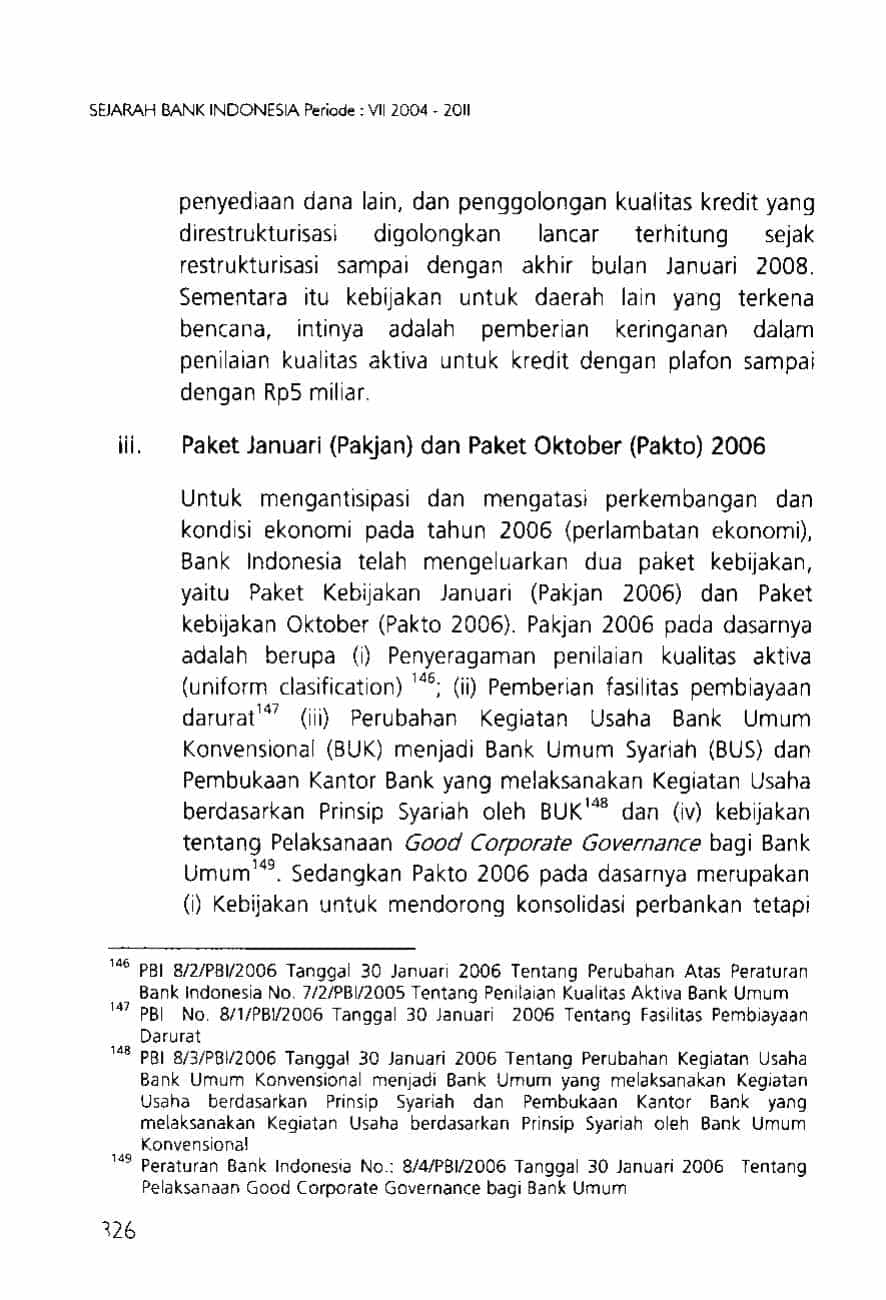 SEJARAH BANK INDONESIA Periode : VII 2004 - 2011
penyediaan dana lain, dan penggolongan kualitas kredit yang
direstrukturisasi digolongkan lancar terhitung sejak
restrukturisasi sampai dengan akhir bulan Januari 2008.
Sementara itu kebijakan untuk daerah lain yang terkena
bencana, intinya adalah pemberian keringanan dalam
penilaian kualitas aktiva untuk kredit dengan plafon sampai
dengan Rp5 miliar.
iii. Paket Januari (Pakjan) dan Paket Oktober (Pakto) 2006
Untuk mengantisipasi dan mengatasi perkembangan dan
kondisi ekonomi pada tahun 2006 (perlambatan ekonomi),
Bank Indonesia telah mengeluarkan dua paket kebijakan,
yaitu Paket Kebijakan Januari (Pakjan 2006) dan Paket
kebijakan Oktober (Pakto 2006). Pakjan 2006 pada dasarnya
adalah berupa (i) Penyeragaman penilaian kualitas aktiva
(uniform clasification) 146; (ii) Pemberian fasilitas pembiayaan
darurat147 (iii) Perubahan Kegiatan Usaha Bank Umum
Konvensional (BUK) menjadi Bank Umum Syariah (BUS) dan
Pembukaan Kantor Bank yang melaksanakan Kegiatan Usaha
berdasarkan Prinsip Syariah oleh BUK148 dan (iv) kebijakan
tentang Pelaksanaan Good Corporate Governance bagi Bank
Umum149. Sedangkan Pakto 2006 pada dasarnya merupakan
(i) Kebijakan untuk mendorong konsolidasi perbankan tetapi
146 PBI 8/2/PBI/2006 Tanggal 30 Januari 2006 Tentang Perubahan Atas Peraturan
Bank Indonesia No. 7/2/PBI/2005 Tentang Penilaian Kualitas Aktiva Bank Umum
147 PBI No. 8/1/PBI/2006 Tanggal 30 Januari 2006 Tentang Fasilitas Pembiayaan
Darurat
148 PBI 8/3/PBI/2006 Tanggal 30 Januari 2006 Tentang Perubahan Kegiatan Usaha
Bank Umum Konvensional menjadi Bank Umum yang melaksanakan Kegiatan
Usaha berdasarkan Prinsip Syariah dan Pembukaan Kantor Bank yang
melaksanakan Kegiatan Usaha berdasarkan Prinsip Syariah oleh Bank Umum
Konvensional
149 Peraturan Bank Indonesia No.: 8/4/PBI/2006 Tanggal 30 Januari 2006 Tentang
Pelaksanaan Good Corporate Governance bagi Bank Umum
326